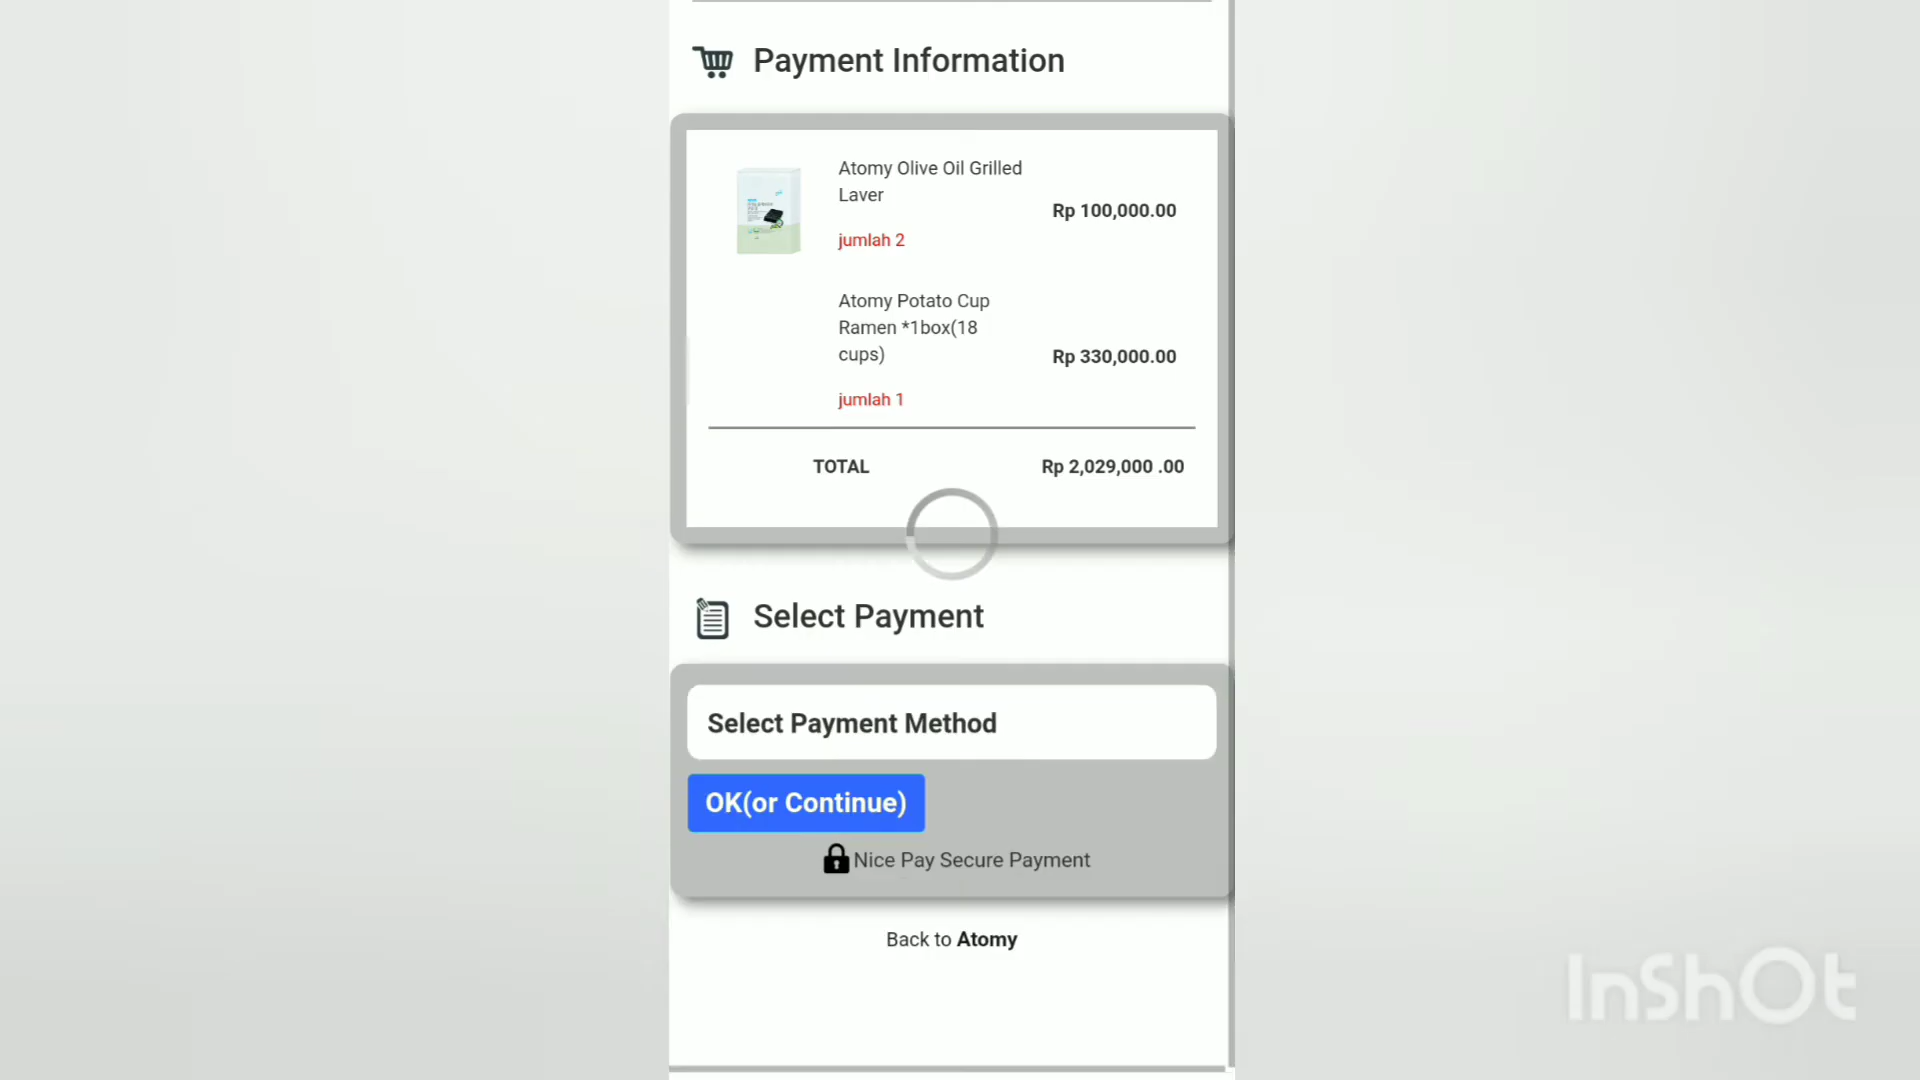 Payment Information
Atomy Olive Oil Grilled
Laver
Rp 100,000.00
jumlah 2
Atomy Potato Cup
Ramen *1box(18
cups)
Rp 330,000.00
jumlah 1
TOTAL Rp 2,029,000 .00
Select Payment
Select Payment Method
OK(or Continue)
Nice Pay Secure Payment
Back to Atomy
InShOt